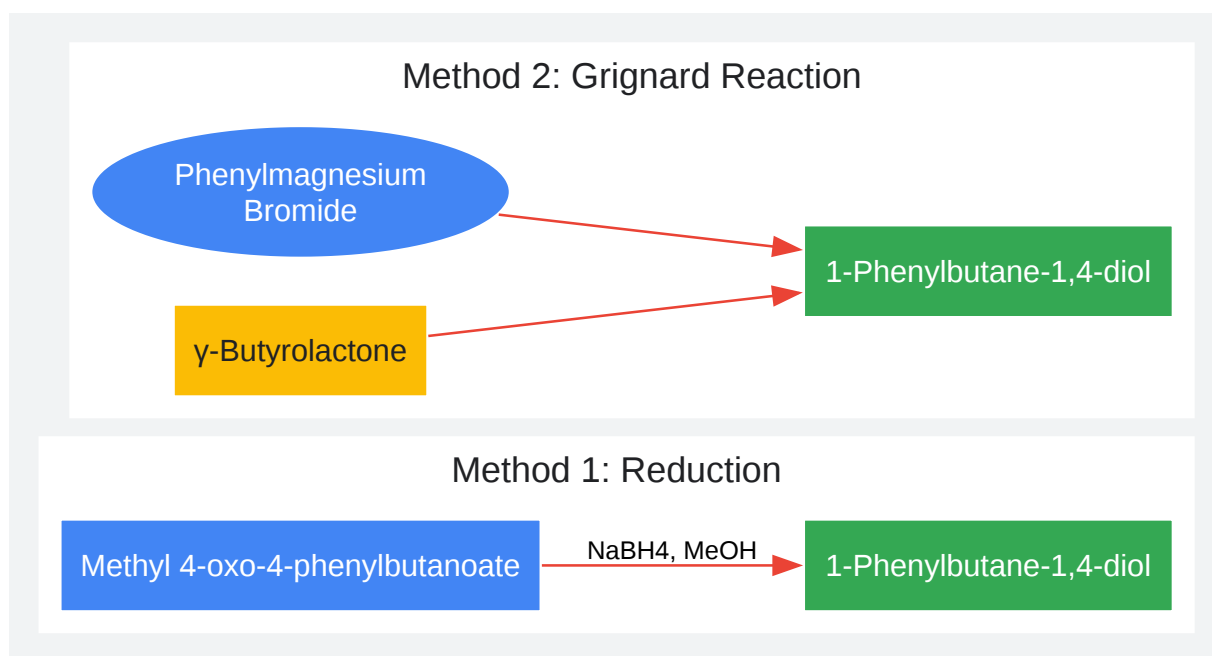 Method 2: Grignard Reaction
Phenylmagnesium
Bromide
1-Phenylbutane-1,4-diol
γ-Butyrolactone
Method 1: Reduction
Methyl 4-oxo-4-phenylbutanoate
NaBH4, MeOH
1-Phenylbutane-1,4-diol